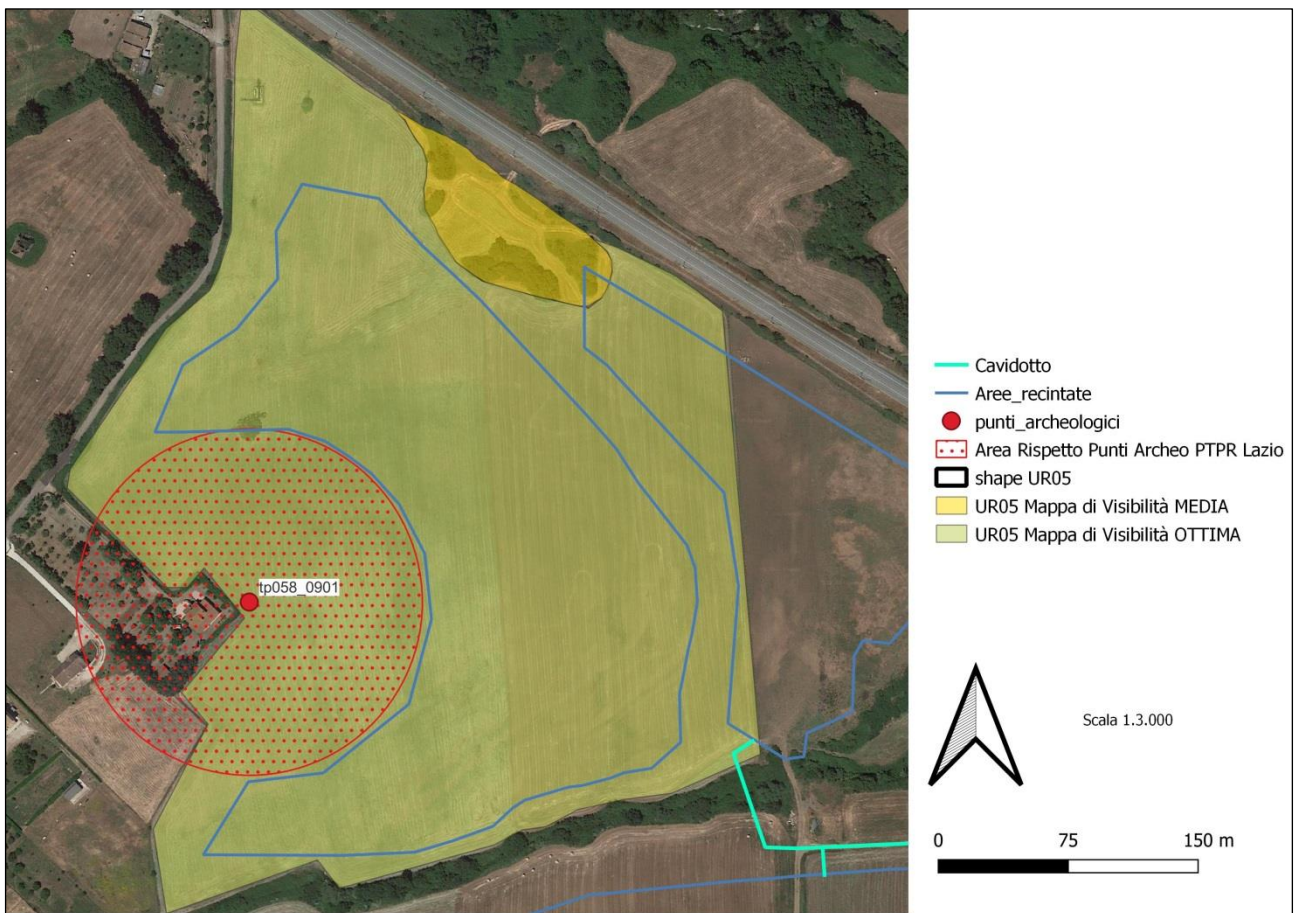 tp058_0901
Cavidotto
Aree_recintate
punti_archeologici
Area Rispetto Punti Archeo PTPR Lazio
shape UR05
UR05 Mappa di Visibilità MEDIA
UR05 Mappa di Visibilità OTTIMA
Scala 1.3.000
0 75 150 m